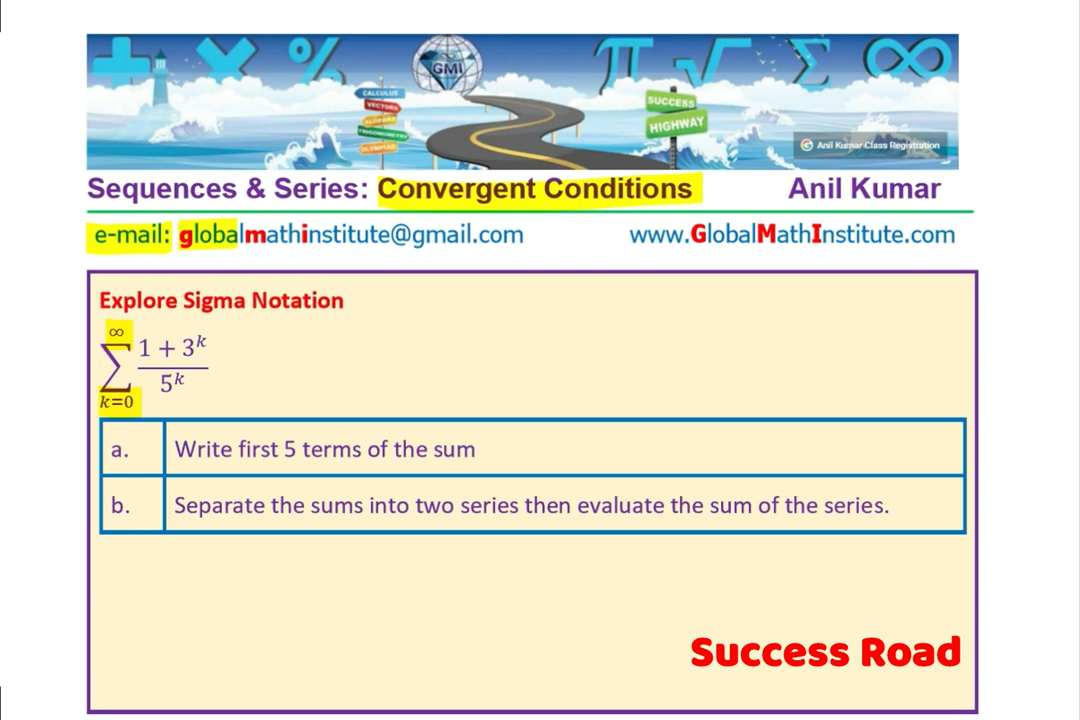 GMI
CALCULUS
VECTORS
ALGEBRA
TRIGONOMETRY
OLYMPIAD
SUCCESS
HIGHWAY
Anil Kumar Class Registration
Sequences & Series: Convergent Conditions Anil Kumar
e-mail: globalmathinstitute@gmail.com www.GlobalMathInstitute.com
Explore Sigma Notation
∞
∑ (1 + 3^k)/(5^k)
k=0
a. Write first 5 terms of the sum
b. Separate the sums into two series then evaluate the sum of the series.
Success Road